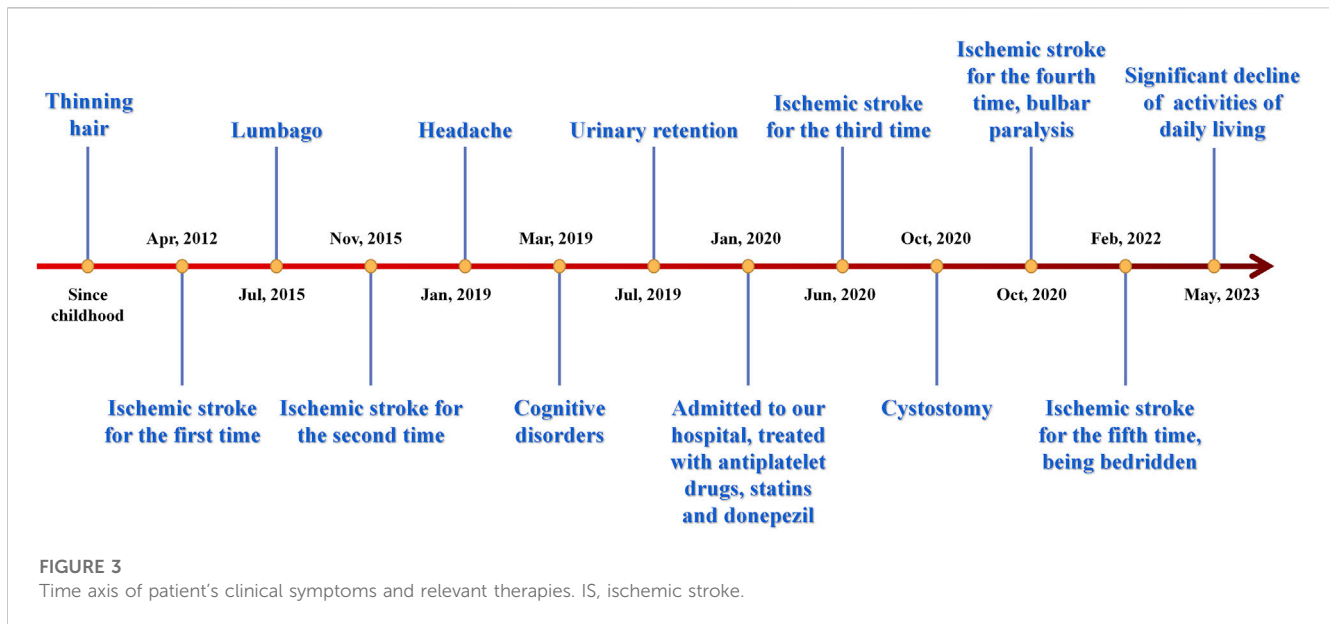 Thinning
hair
Lumbago
Headache
Urinary retention
Ischemic stroke
for the third time
Ischemic stroke
for the fourth
time, bulbar
paralysis
Significant decline
of activities of
daily living
Apr, 2012
Nov, 2015
Mar, 2019
Jan, 2020
Oct, 2020
Feb, 2022
Since
childhood
Jul, 2015
Jan, 2019
Jul, 2019
Jun, 2020
Oct, 2020
May, 2023
Ischemic stroke
for the first time
Ischemic stroke for
the second time
Cognitive
disorders
Admitted to our
hospital, treated
with antiplatelet
drugs, statins
and donepezil
Cystostomy
Ischemic stroke
for the fifth time,
being bedridden
FIGURE 3
Time axis of patient's clinical symptoms and relevant therapies. IS, ischemic stroke.